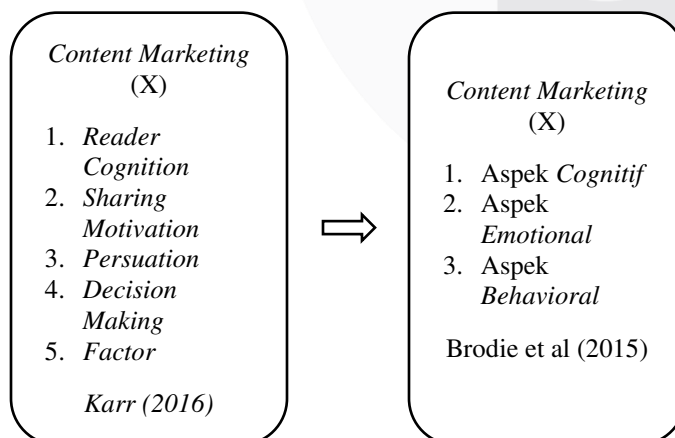 Content Marketing
(X)
1. Reader
Cognition
2. Sharing
Motivation
3. Persuation
4. Decision
Making
5. Factor
Karr (2016)
Content Marketing
(X)
1. Aspek Cognitif
2. Aspek
Emotional
3. Aspek
Behavioral
Brodie et al (2015)